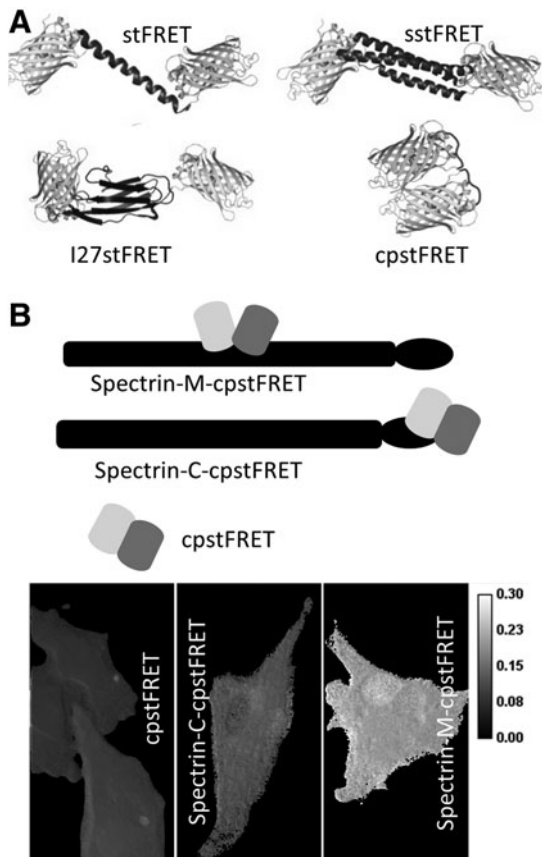 A
stFRET
sstFRET
I27stFRET
cpstFRET
B
Spectrin-M-cpstFRET
Spectrin-C-cpstFRET
cpstFRET
cpstFRET
Spectrin-C-cpstFRET
Spectrin-M-cpstFRET
0.30
0.23
0.15
0.08
0.00